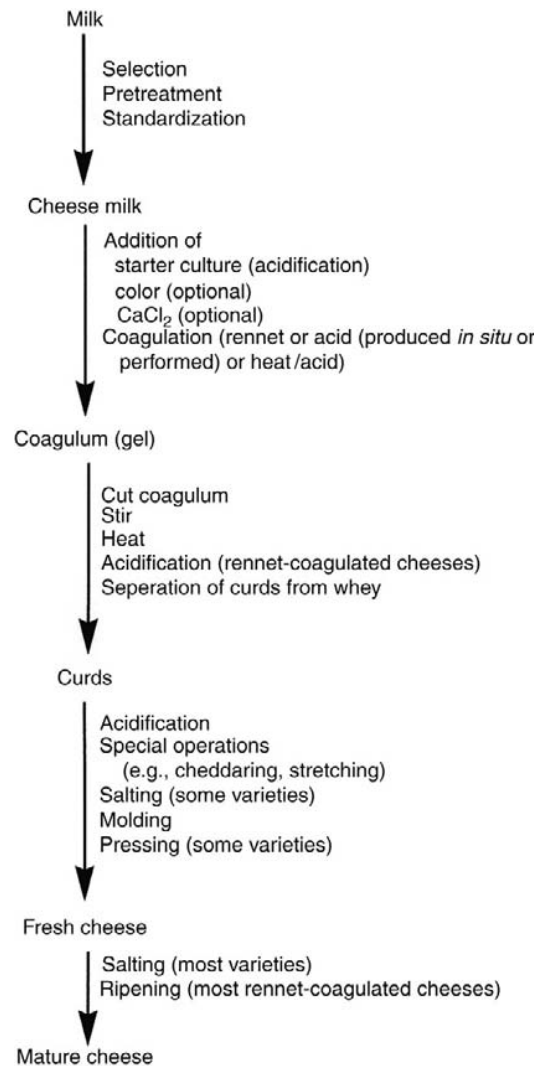 Milk
Selection
Pretreatment
Standardization
Cheese milk
Addition of
starter culture (acidification)
color (optional)
CaCl₂ (optional)
Coagulation (rennet or acid (produced in situ or
performed) or heat/acid)
Coagulum (gel)
Cut coagulum
Stir
Heat
Acidification (rennet-coagulated cheeses)
Seperation of curds from whey
Curds
Acidification
Special operations
(e.g., cheddaring, stretching)
Salting (some varieties)
Molding
Pressing (some varieties)
Fresh cheese
Salting (most varieties)
Ripening (most rennet-coagulated cheeses)
Mature cheese